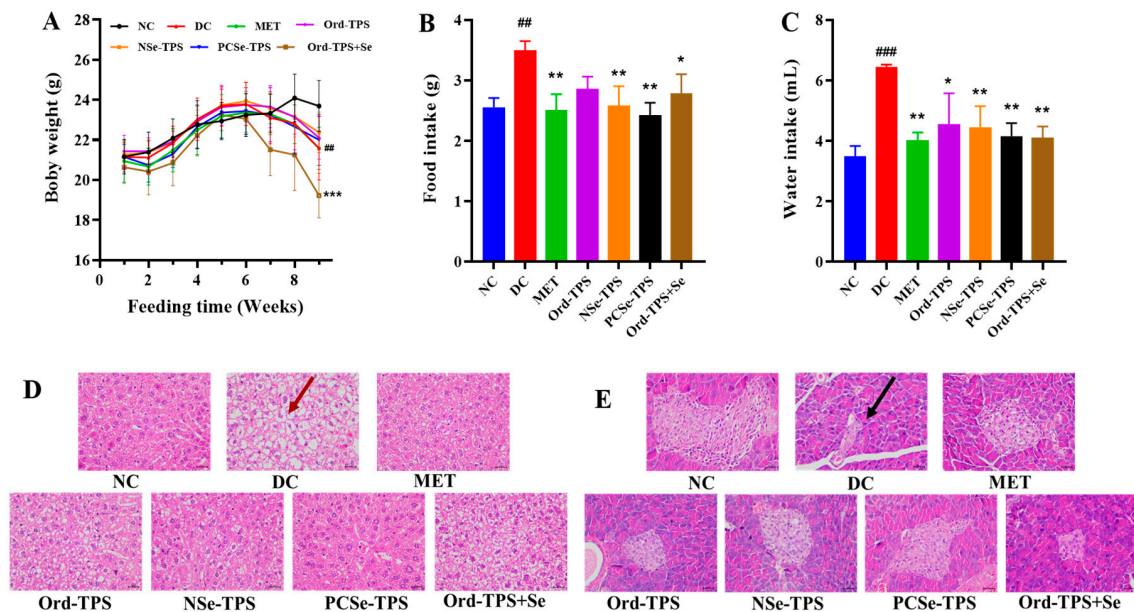 A
NC DC MET Ord-TPS
NSe-TPS PCSe-TPS Ord-TPS+Se
Boby weight (g)
26
24
22
20
18
16
##
***
0 2 4 6 8
Feeding time (Weeks)
B
Food intake (g)
4
3
2
1
0
##
**
**
**
*
NC DC MET Ord-TPS NSe-TPS PCSe-TPS Ord-TPS+Se
C
Water intake (mL)
8
6
4
2
0
###
**
*
**
**
**
NC DC MET Ord-TPS NSe-TPS PCSe-TPS Ord-TPS+Se
D
NC DC MET
Ord-TPS NSe-TPS PCSe-TPS Ord-TPS+Se
E
NC DC MET
Ord-TPS NSe-TPS PCSe-TPS Ord-TPS+Se